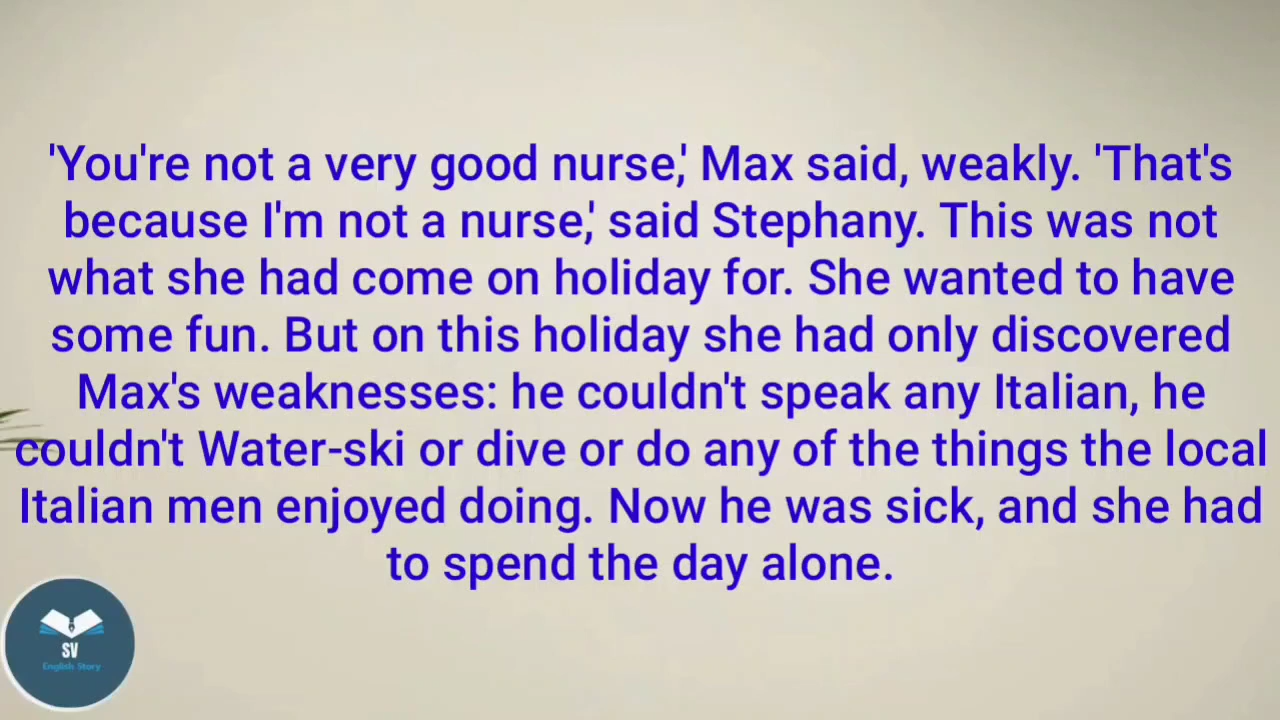 'You're not a very good nurse,' Max said, weakly. 'That's
because I'm not a nurse,' said Stephany. This was not
what she had come on holiday for. She wanted to have
some fun. But on this holiday she had only discovered
Max's weaknesses: he couldn't speak any Italian, he
couldn't Water-ski or dive or do any of the things the local
Italian men enjoyed doing. Now he was sick, and she had
to spend the day alone.
SV
English Story